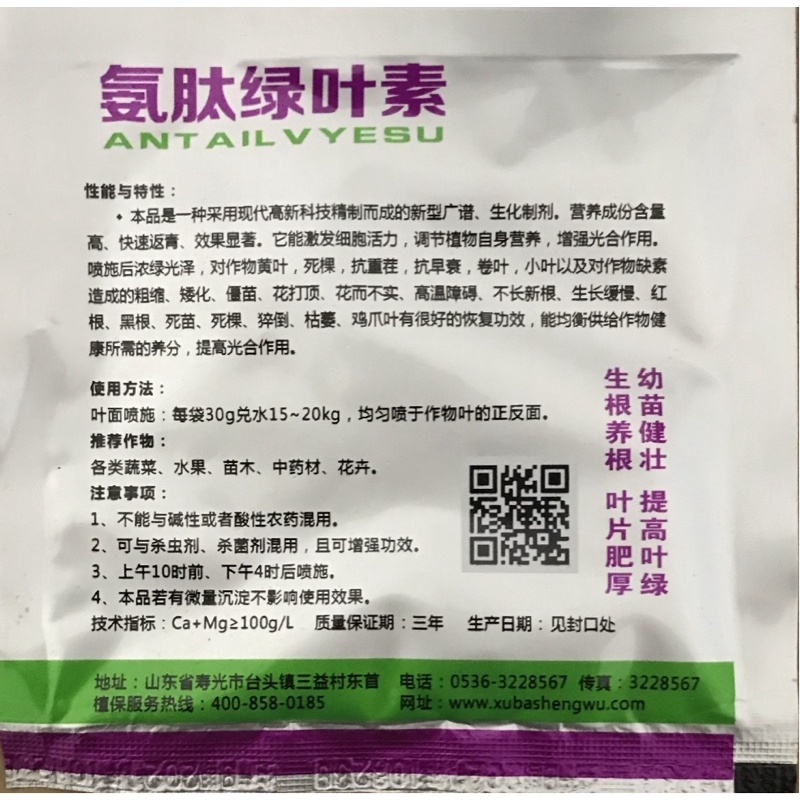 氨肽绿叶素
ANTAILVYESU
性能与特性：
• 本品是一种采用现代高新科技精制而成的新型广谱、生化制剂。营养成份含量
高、快速返青、效果显著。它能激发细胞活力，调节植物自身营养，增强光合作用。
喷施后浓绿光泽，对作物黄叶，死棵，抗重茬，抗早衰，卷叶，小叶以及对作物缺素
造成的粗缩、矮化、僵苗、花打顶、花而不实、高温障碍、不长新根、生长缓慢、红
根、黑根、死苗、死棵、猝倒、枯萎、鸡爪叶有很好的恢复功效，能均衡供给作物健
康所需的养分，提高光合作用。
使用方法：
叶面喷施：每袋30g兑水15~20kg，均匀喷于作物叶的正反面。
推荐作物：
各类蔬菜、水果、苗木、中药材、花卉。
注意事项：
1、不能与碱性或者酸性农药混用。
2、可与杀虫剂、杀菌剂混用，且可增强功效。
3、上午10时前、下午4时后喷施。
4、本品若有微量沉淀不影响使用效果。
技术指标：Ca+Mg≥100g/L 质量保证期：三年 生产日期：见封口处
幼苗健壮 提高叶绿
生根养根 叶片肥厚
地址：山东省寿光市台头镇三益村东首 电话：0536-3228567 传真：3228567
植保服务热线：400-858-0185 网址：www.xubashengwu.com